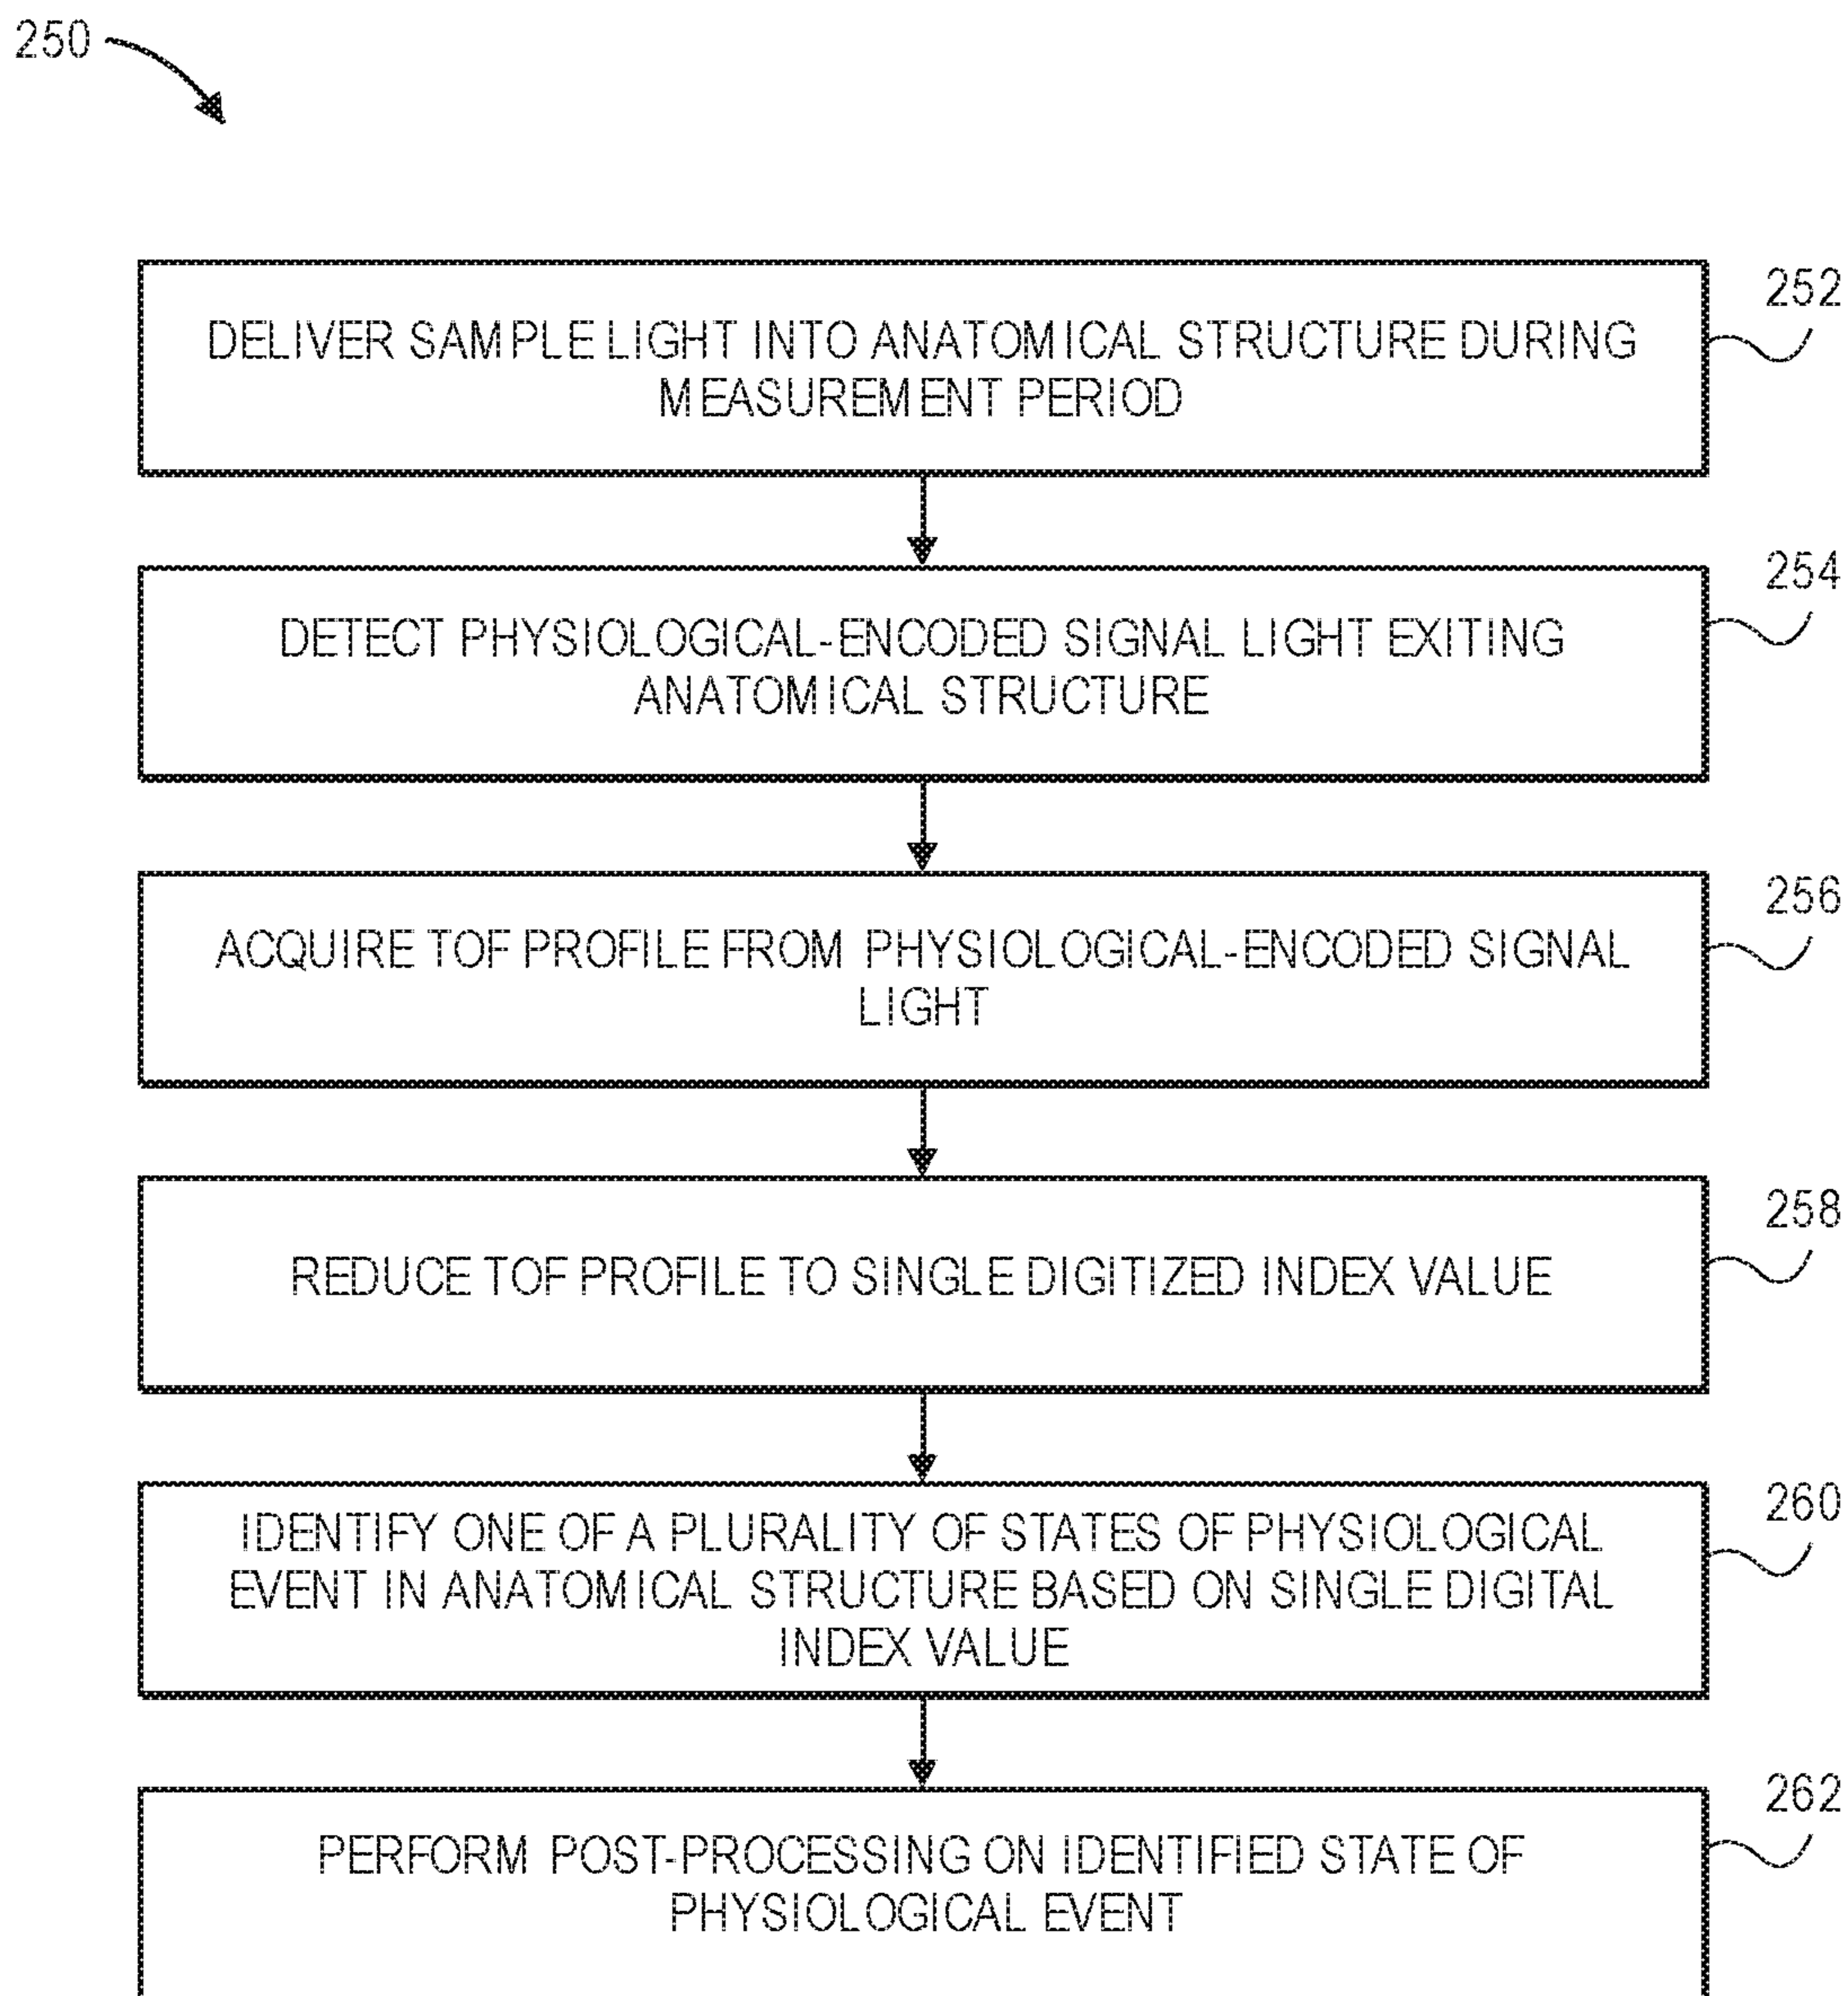 250
252
DELIVER SAMPLE LIGHT INTO ANATOMICAL STRUCTURE DURING
MEASUREMENT PERIOD
254
DETECT PHYSIOLOGICAL-ENCODED SIGNAL LIGHT EXITING
ANATOMICAL STRUCTURE
256
ACQUIRE TOF PROFILE FROM PHYSIOLOGICAL-ENCODED SIGNAL
LIGHT
258
REDUCE TOF PROFILE TO SINGLE DIGITIZED INDEX VALUE
260
IDENTIFY ONE OF A PLURALITY OF STATES OF PHYSIOLOGICAL
EVENT IN ANATOMICAL STRUCTURE BASED ON SINGLE DIGITAL
INDEX VALUE
262
PERFORM POST-PROCESSING ON IDENTIFIED STATE OF
PHYSIOLOGICAL EVENT